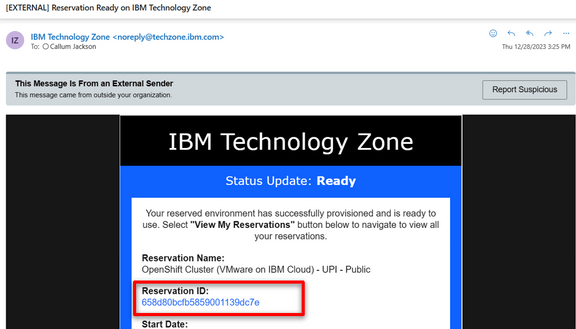 [EXTERNAL] Reservation Ready on IBM Technology Zone
IZ
IBM Technology Zone <noreply@techzone.ibm.com>
To: Callum Jackson
Thu 12/28/2023 3:25 PM
This Message Is From an External Sender
This message came from outside your organization.
Report Suspicious
IBM Technology Zone
Status Update: Ready
Your reserved environment has successfully provisioned and is ready to
use. Select "View My Reservations" button below to navigate to view all
your reservations.
Reservation Name:
OpenShift Cluster (VMware on IBM Cloud) - UPI - Public
Reservation ID:
658d80bcfb5859001139dc7e
Start Date: